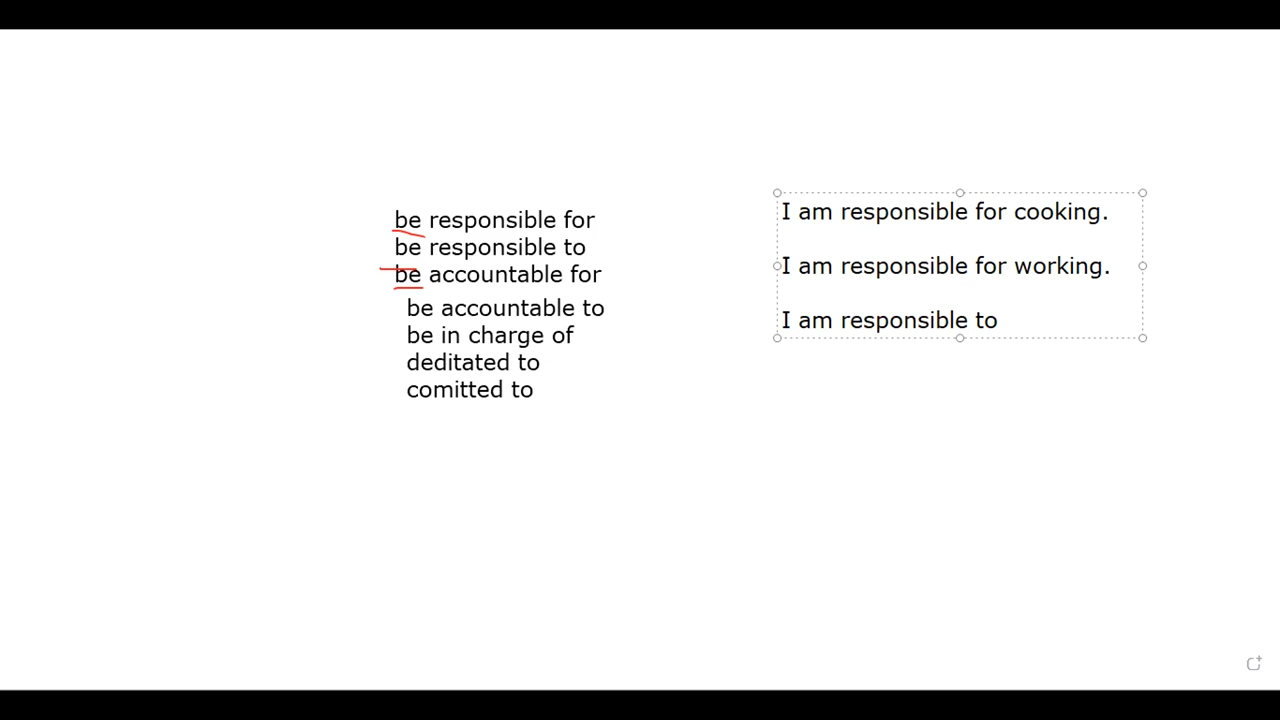 be responsible for
be responsible to
be accountable for
be accountable to
be in charge of
deditated to
comitted to
I am responsible for cooking.
I am responsible for working.
I am responsible to